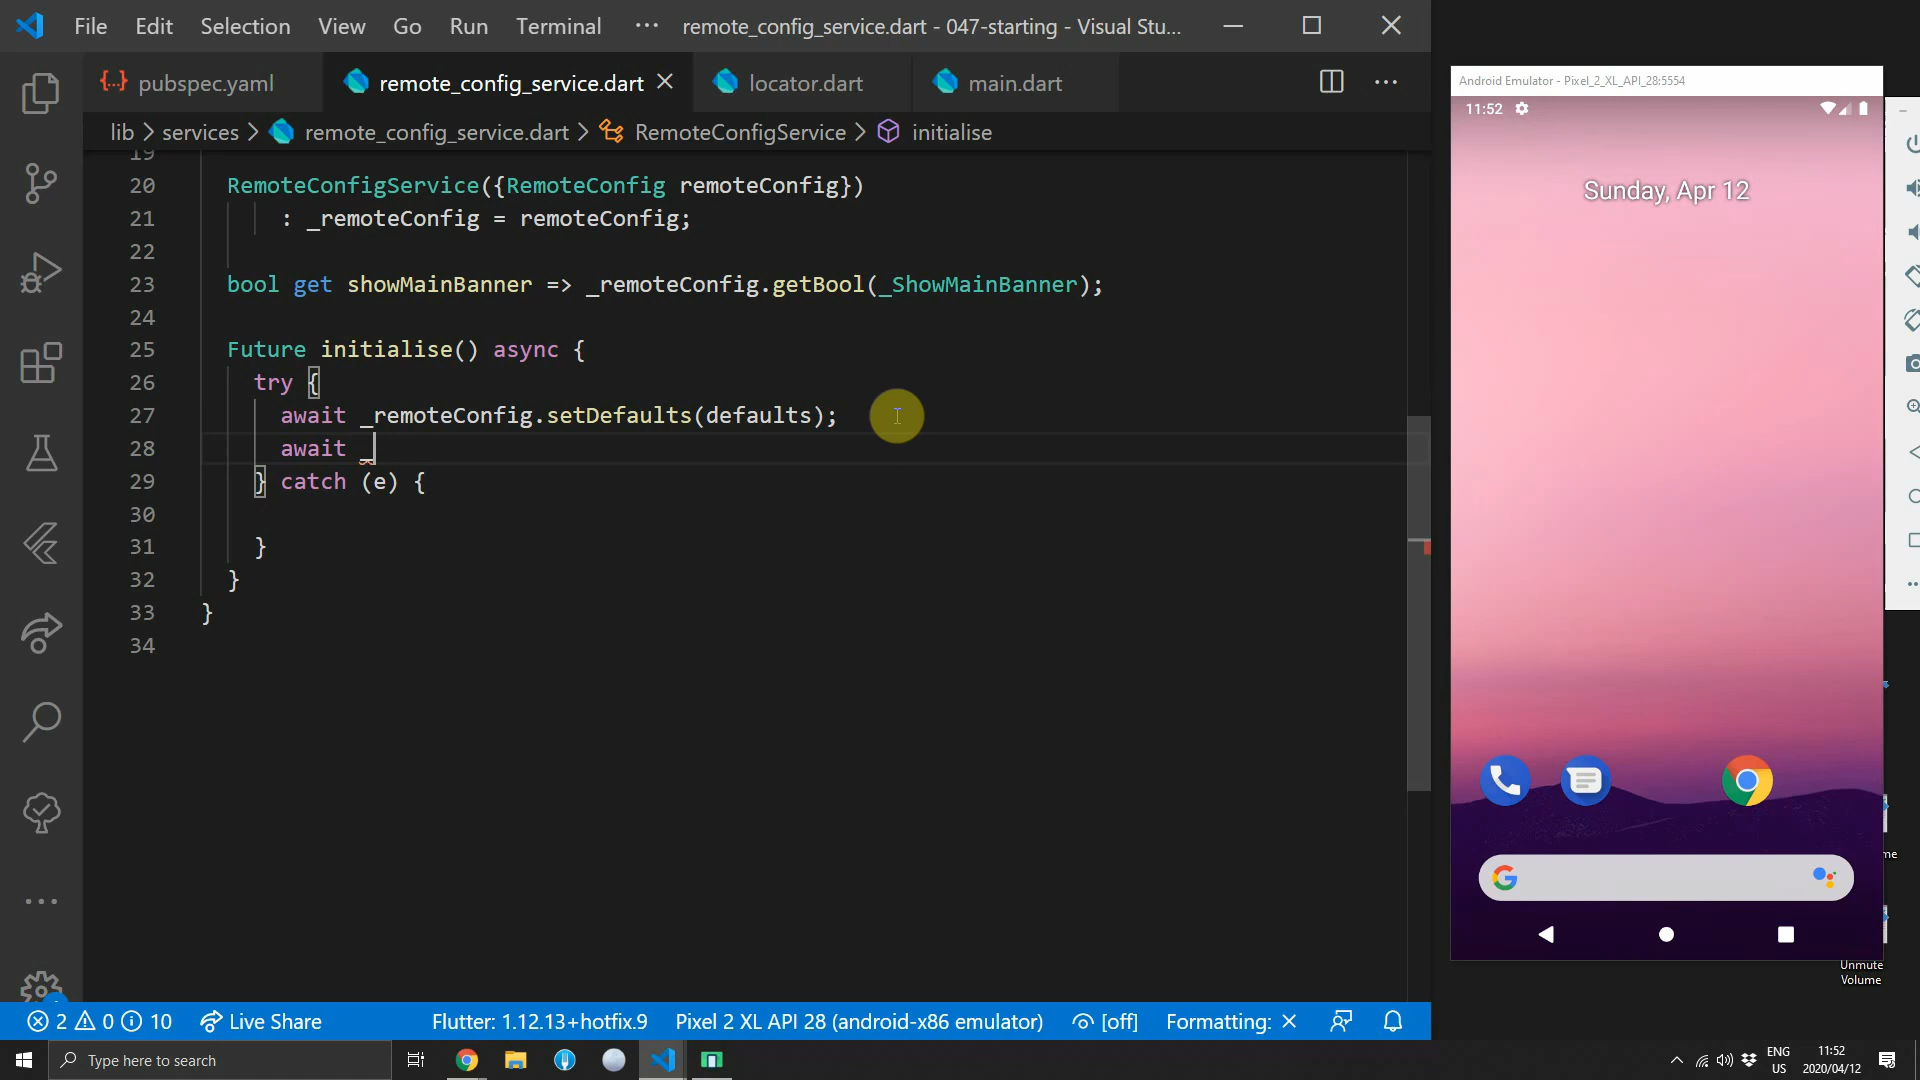 File Edit Selection View Go Run Terminal ··· remote_config_service.dart - 047-starting - Visual Stu...
pubspec.yaml remote_config_service.dart locator.dart main.dart
lib > services > remote_config_service.dart > RemoteConfigService > initialise
19
20 RemoteConfigService({RemoteConfig remoteConfig})
21 : _remoteConfig = remoteConfig;
22
23 bool get showMainBanner => _remoteConfig.getBool(_ShowMainBanner);
24
25 Future initialise() async {
26 try {
27 await _remoteConfig.setDefaults(defaults);
28 await _
29 } catch (e) {
30
31 }
32 }
33 }
34
2 0 10 Live Share Flutter: 1.12.13+hotfix.9 Pixel 2 XL API 28 (android-x86 emulator) [off] Formatting: ×
Type here to search
Android Emulator - Pixel_2_XL_API_28:5554
11:52
Sunday, Apr 12
G
me
Unmute
Volume
ENG
US
11:52
2020/04/12